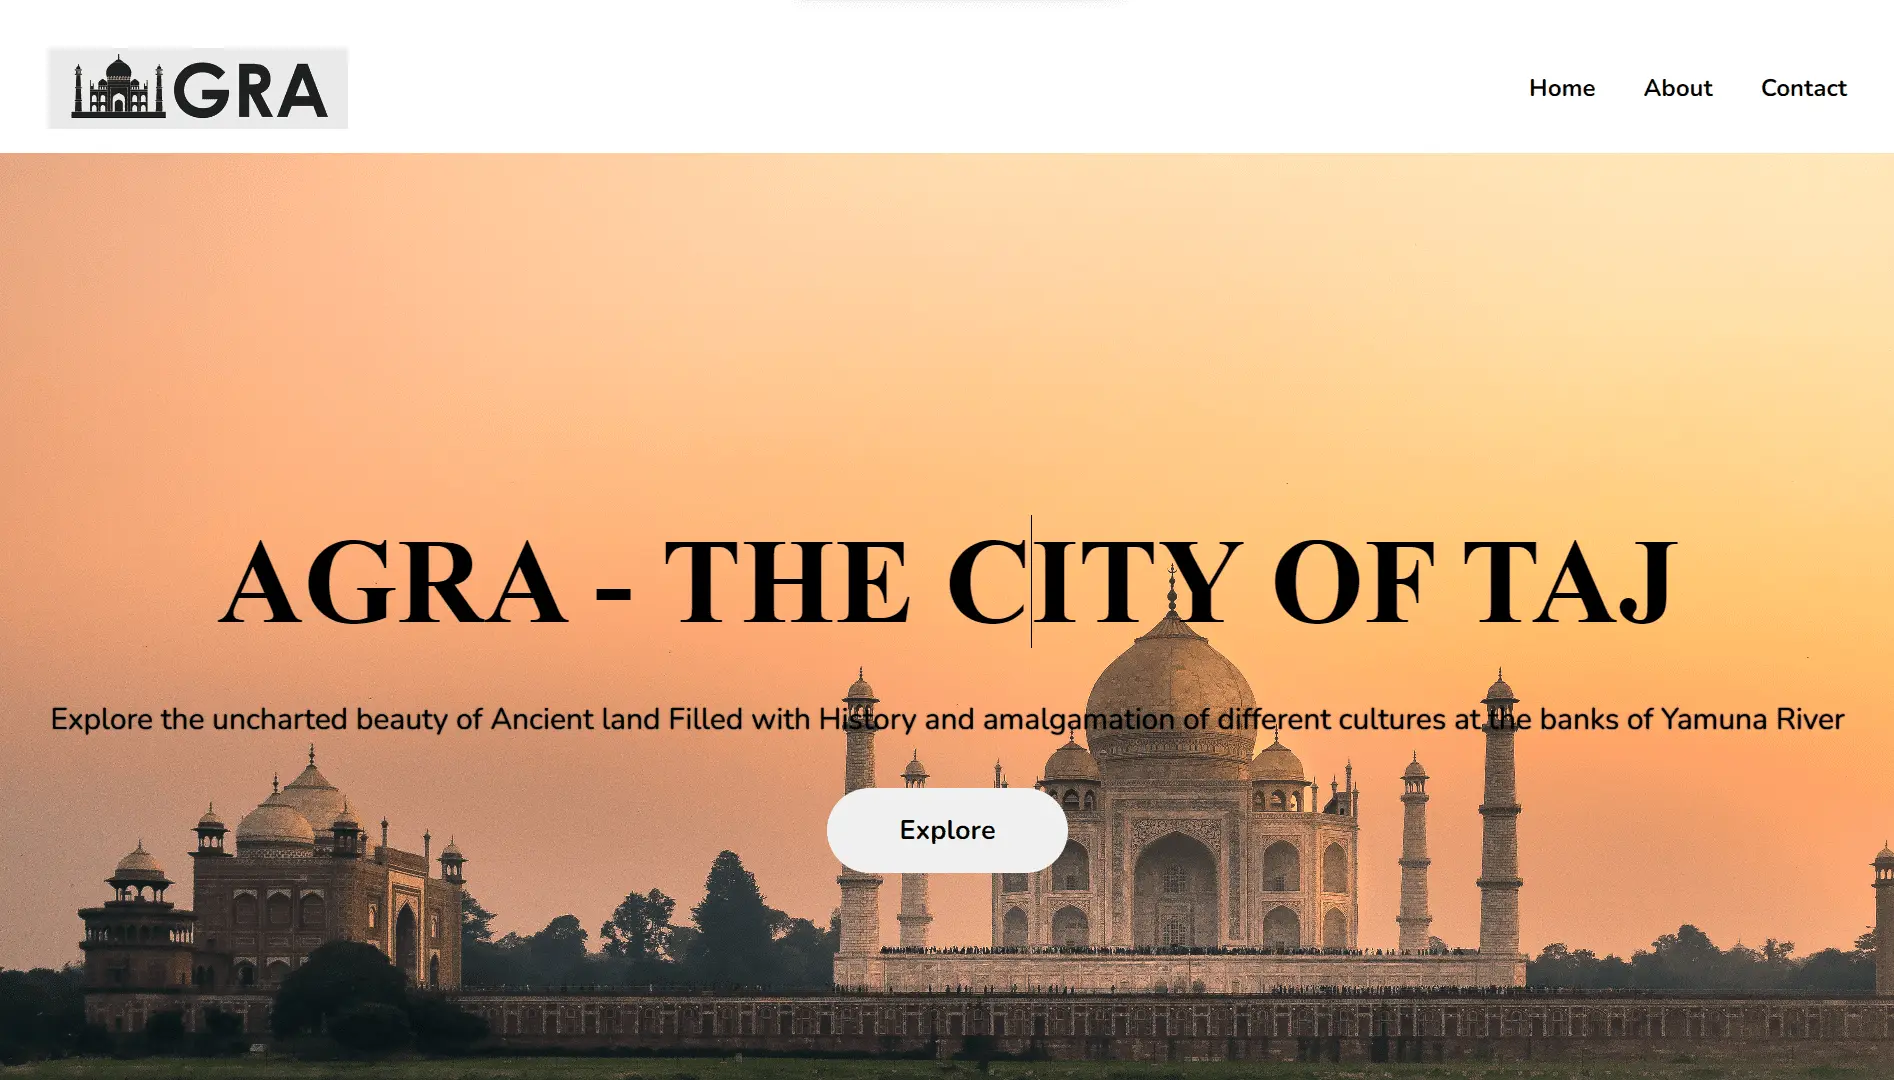 GRA
Home About Contact
AGRA - THE CITY OF TAJ
Explore the uncharted beauty of Ancient land Filled with History and amalgamation of different cultures at the banks of Yamuna River
Explore